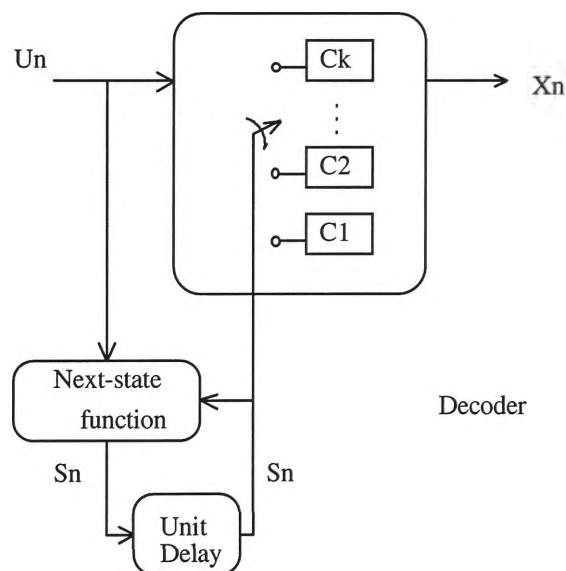 Un
Ck
Xn
C2
C1
Next-state
function
Decoder
Sn
Sn
Unit
Delay